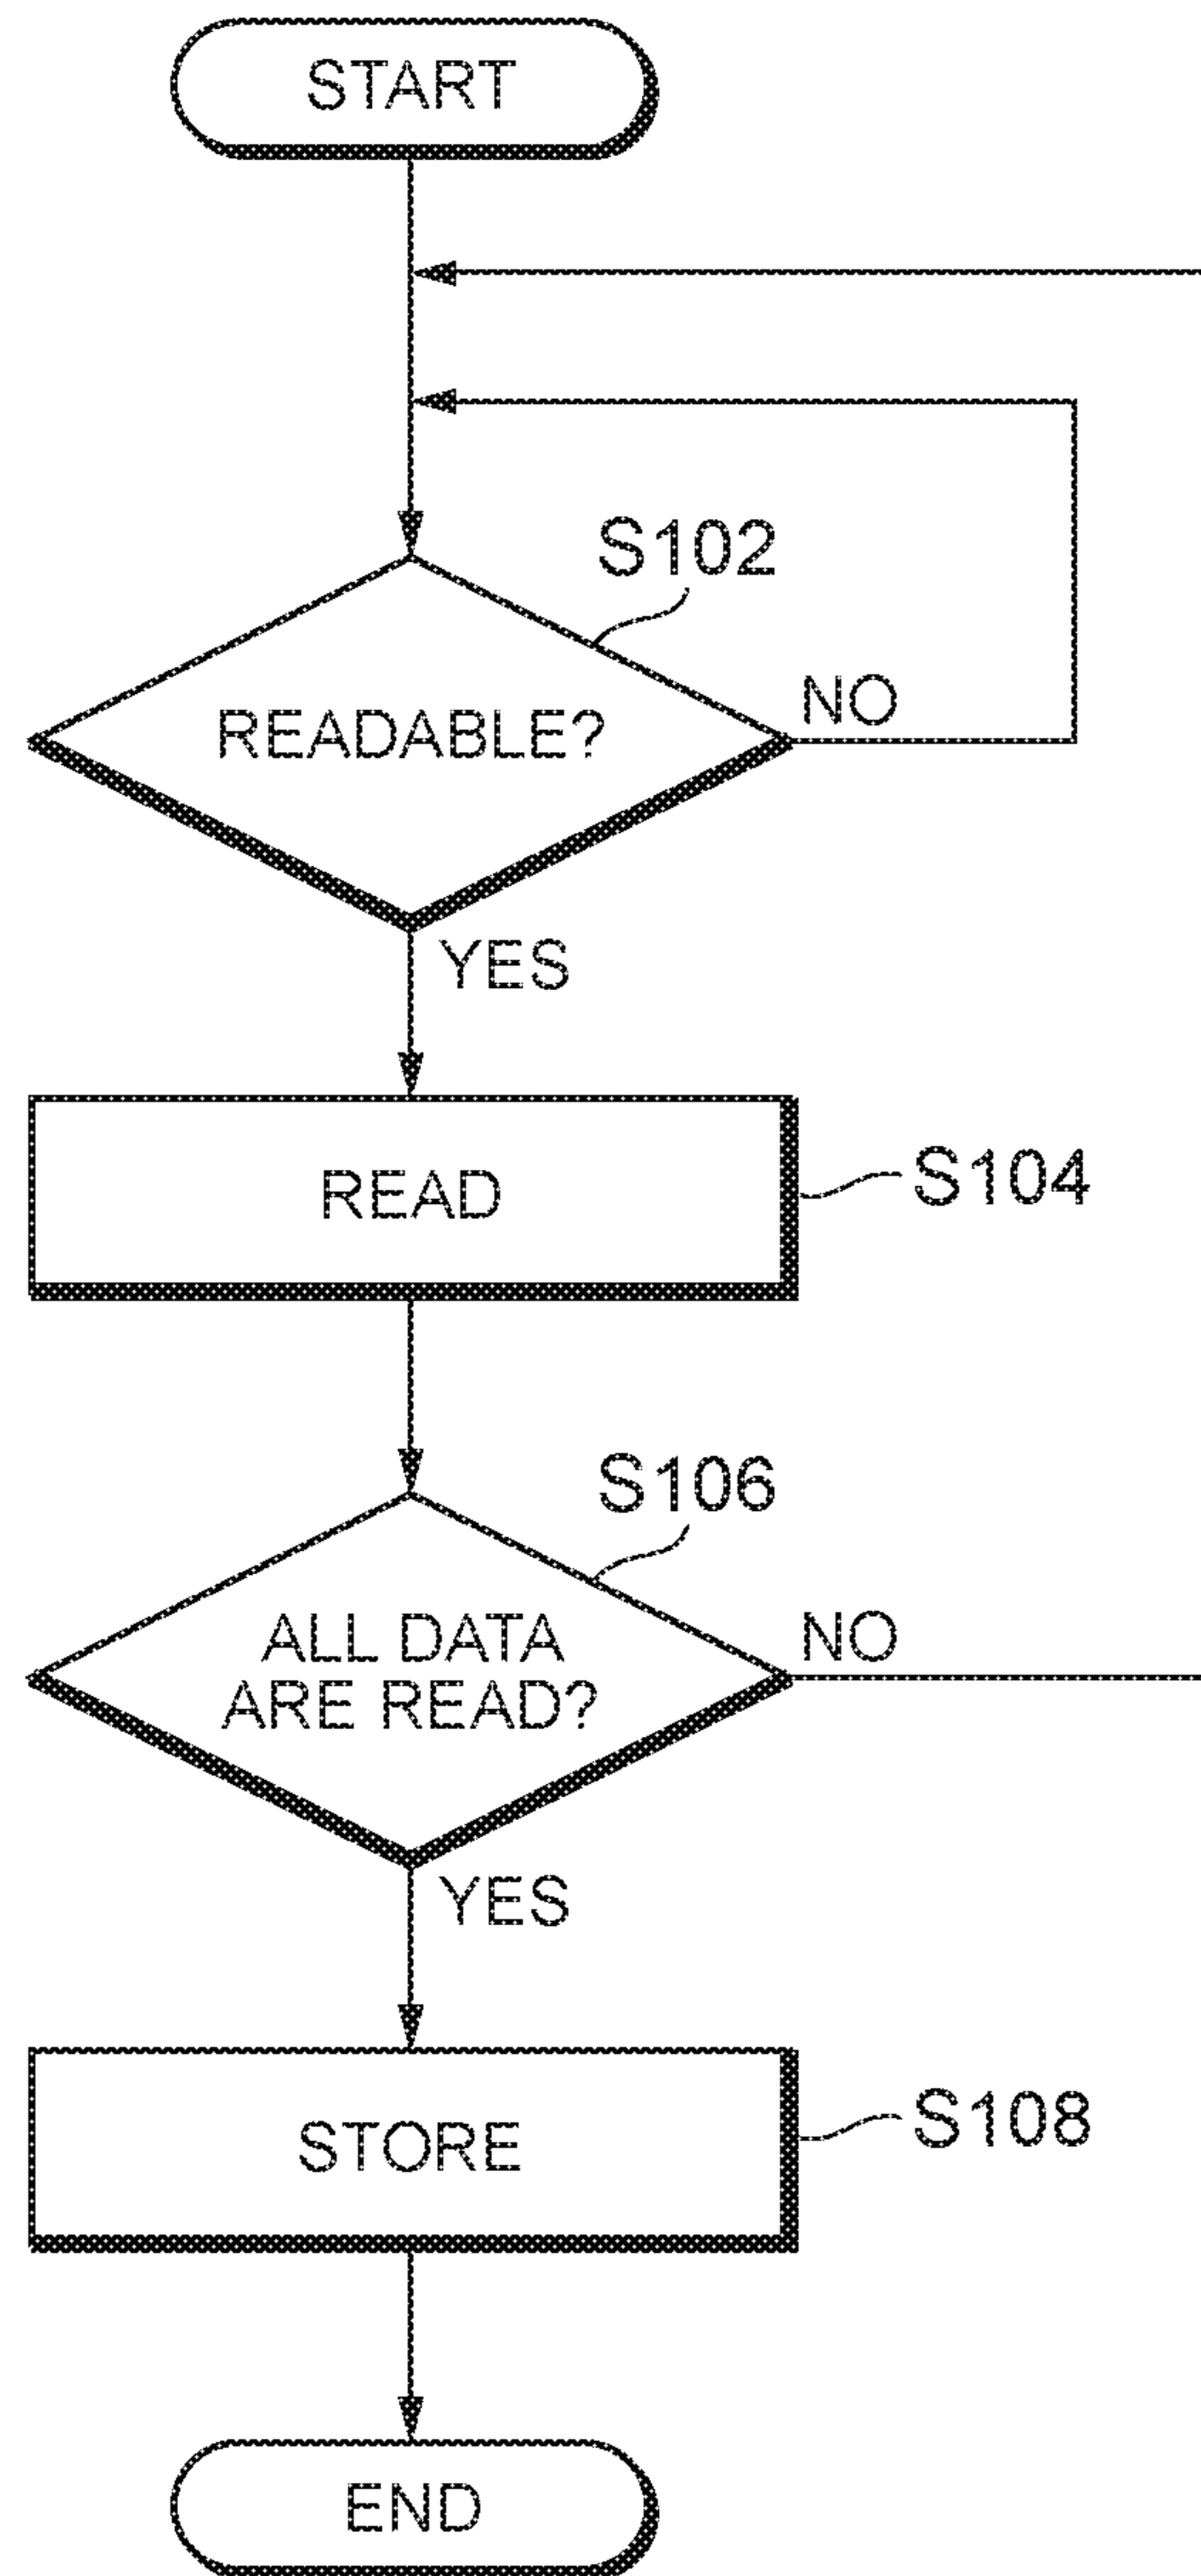 START
S102
READABLE?
NO
YES
READ
S104
S106
ALL DATA
ARE READ?
NO
YES
STORE
S108
END